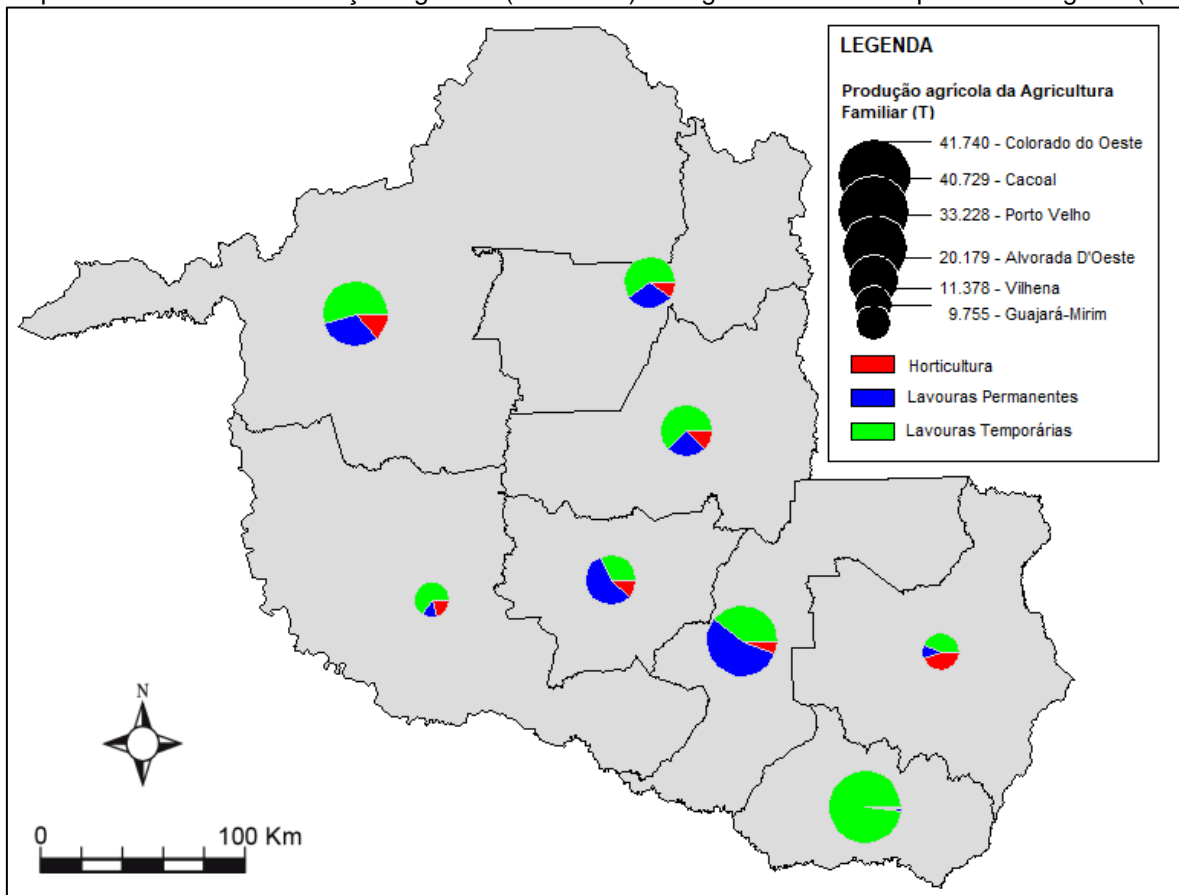 LEGENDA
Produção agrícola da Agricultura
Familiar (T)
41.740 - Colorado do Oeste
40.729 - Cacoal
33.228 - Porto Velho
20.179 - Alvorada D'Oeste
11.378 - Vilhena
9.755 - Guajará-Mirim
Horticultura
Lavouras Permanentes
Lavouras Temporárias
N
0 100 Km